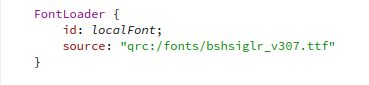 FontLoader {
    id: localFont;
    source: "qrc:/fonts/bshsiglr_v307.ttf"
}